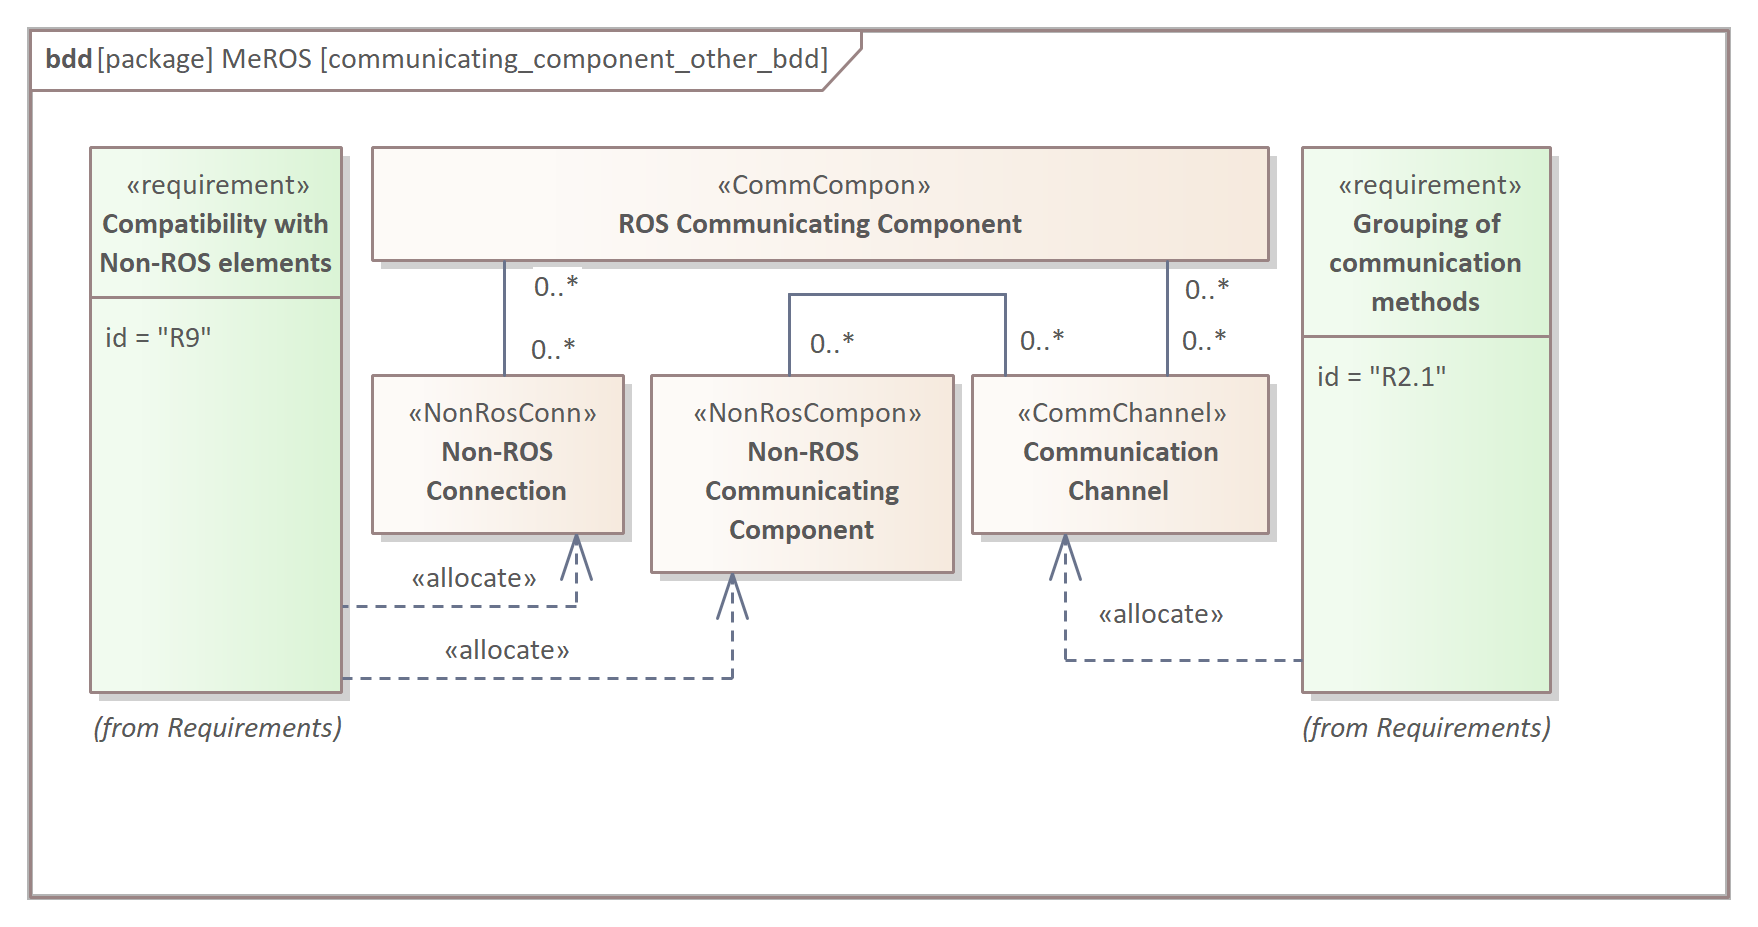 bdd [package] MeROS [communicating_component_other_bdd]
«requirement»
Compatibility with
Non-ROS elements
id = "R9"
(from Requirements)
«CommCompon»
ROS Communicating Component
0..*
0..*
0..*
0..*
0..*
0..*
«NonRosConn»
Non-ROS
Connection
«NonRosCompon»
Non-ROS
Communicating
Component
«CommChannel»
Communication
Channel
«allocate»
«allocate»
«allocate»
«requirement»
Grouping of
communication
methods
id = "R2.1"
(from Requirements)